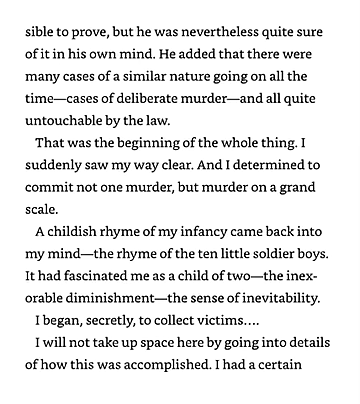 sible to prove, but he was nevertheless quite sure
of it in his own mind. He added that there were
many cases of a similar nature going on all the
time—cases of deliberate murder—and all quite
untouchable by the law.
That was the beginning of the whole thing. I
suddenly saw my way clear. And I determined to
commit not one murder, but murder on a grand
scale.
A childish rhyme of my infancy came back into
my mind—the rhyme of the ten little soldier boys.
It had fascinated me as a child of two—the inex-
orable diminishment—the sense of inevitability.
I began, secretly, to collect victims....
I will not take up space here by going into details
of how this was accomplished. I had a certain